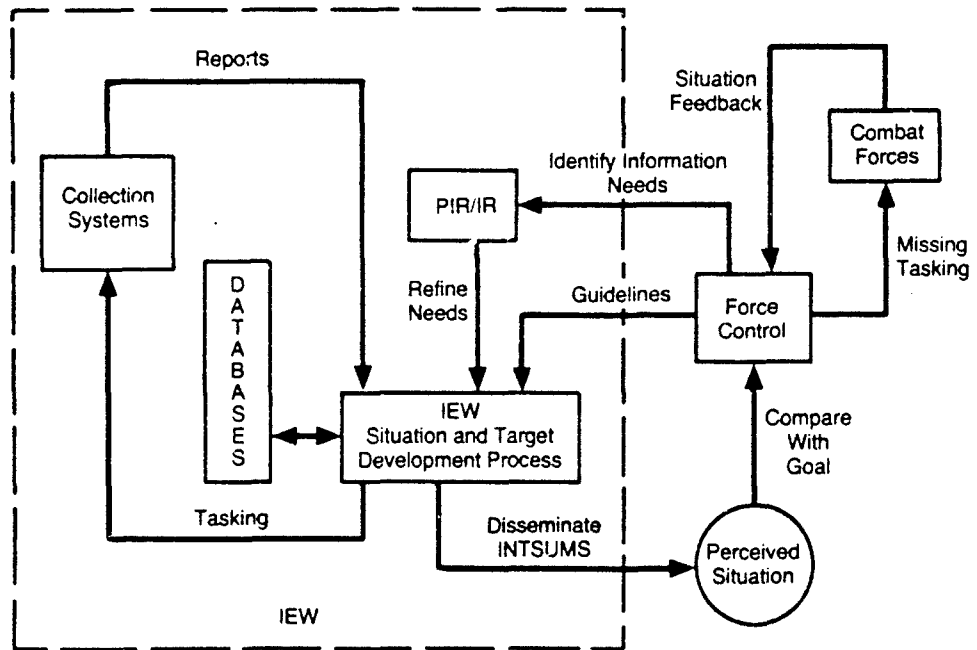 Reports
Collection
Systems
DATABASES
PIR/IR
Refine
Needs
Identify Information
Needs
Guidelines
Situation
Feedback
Combat
Forces
Missing
Tasking
Force
Control
Compare
With
Goal
Perceived
Situation
IEW
Situation and Target
Development Process
Tasking
Disseminate
INTSUMS
IEW